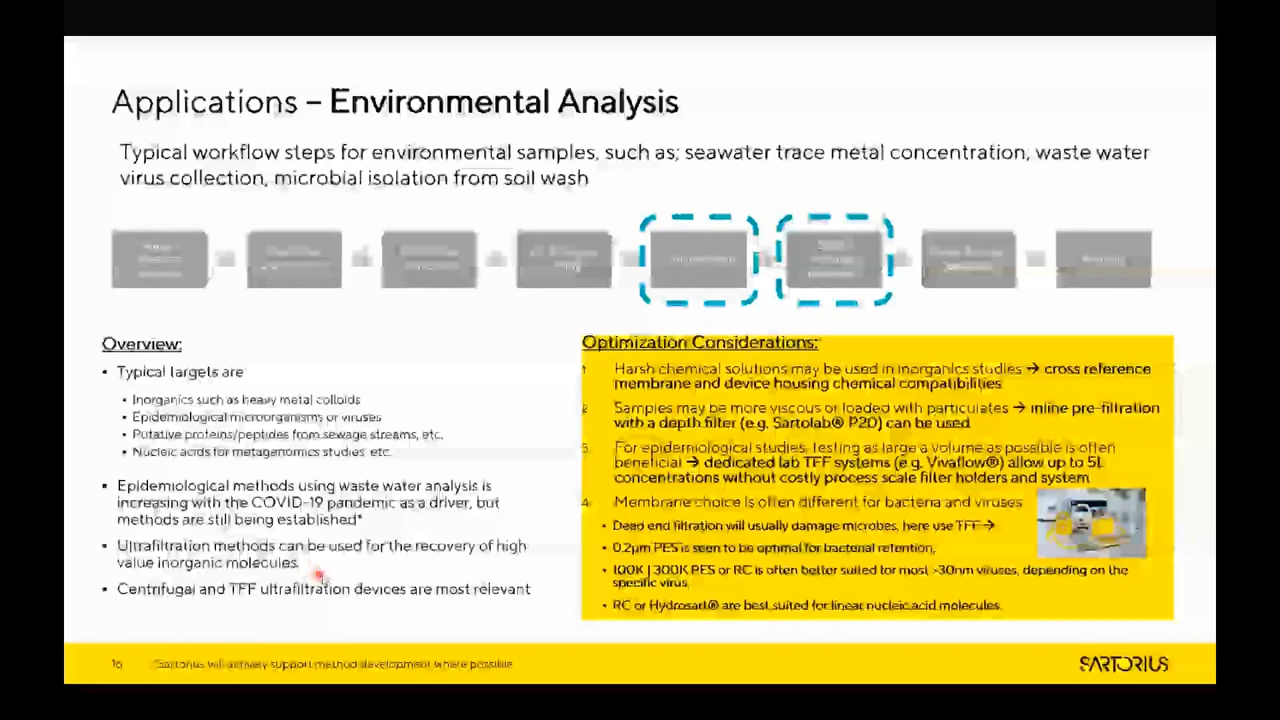 Applications – Environmental Analysis
Typical workflow steps for environmental samples, such as; seawater trace metal concentration, waste water
virus collection, microbial isolation from soil wash
Overview:
• Typical targets are
• Inorganics such as heavy metal colloids
• Epidemiological microorganisms or viruses
• Putative proteins/peptides from sewage streams, etc.
• Nucleic acids for metagenomics studies etc.
• Epidemiological methods using waste water analysis is
increasing with the COVID-19 pandemic as a driver, but
methods are still being established*
• Ultrafiltration methods can be used for the recovery of high
value inorganic molecules.
• Centrifugal and TFF ultrafiltration devices are most relevant
Optimization Considerations:
1 Harsh chemical solutions may be used in inorganics studies → cross reference
membrane and device housing chemical compatibilities
2 Samples may be more viscous or loaded with particulates → inline pre-filtration
with a depth filter (e.g. Sartolab® P20) can be used
3. For epidemiological studies, testing as large a volume as possible is often
beneficial → dedicated lab TFF systems (e.g. Vivaflow®) allow up to 5L
concentrations without costly process scale filter holders and system
4. Membrane choice is often different for bacteria and viruses
• Dead end filtration will usually damage microbes, here use TFF →
• 0.2µm PES is seen to be optimal for bacterial retention,
• 100K | 300K PES or RC is often better suited for most >30nm viruses, depending on the
specific virus
• RC or Hydrosart® are best suited for linear nucleic acid molecules.
16 *Sartorius will actively support method development where possible
SARTORIUS